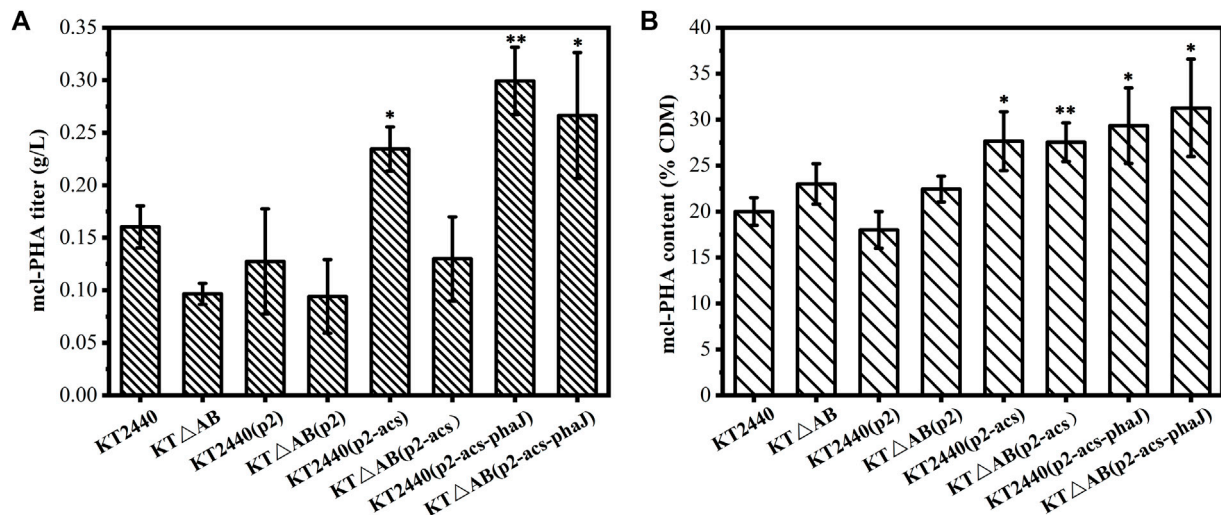 A
mcl-PHA titer (g/L)
0.35
0.30
0.25
0.20
0.15
0.10
0.05
0.00
*
**
*
KT2440
KT△AB
KT2440(p2)
KT△AB(p2)
KT2440(p2-acs)
KT△AB(p2-acs)
KT2440(p2-acs-phaJ)
KT△AB(p2-acs-phaJ)
B
mcl-PHA content (% CDM)
40
35
30
25
20
15
10
5
0
*
**
*
*
KT2440
KT△AB
KT2440(p2)
KT△AB(p2)
KT2440(p2-acs)
KT△AB(p2-acs)
KT2440(p2-acs-phaJ)
KT△AB(p2-acs-phaJ)